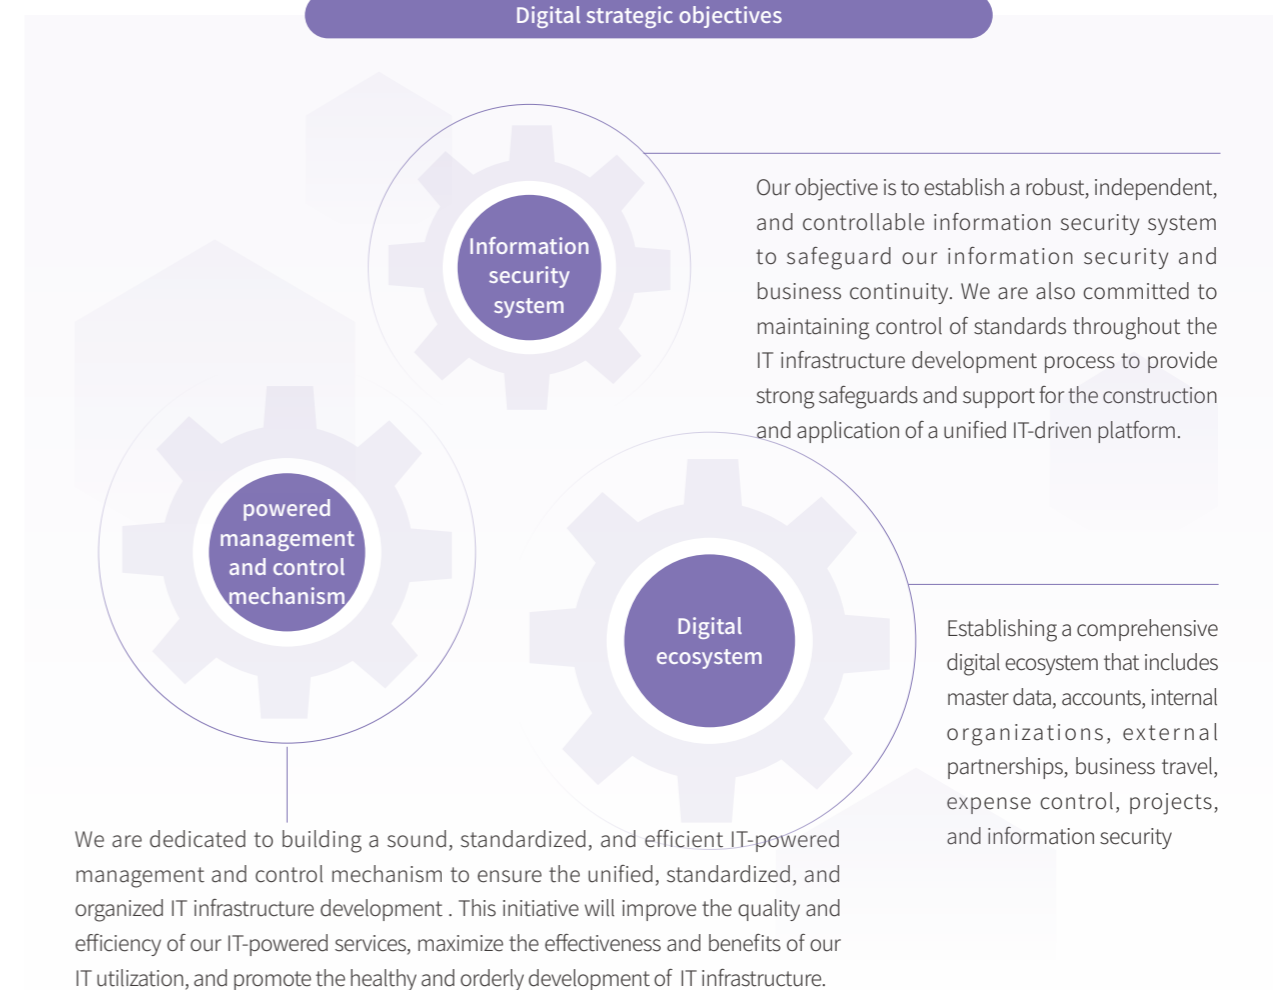 Digital strategic objectives
Information
security
system
Our objective is to establish a robust, independent,
and controllable information security system
to safeguard our information security and
business continuity. We are also committed to
maintaining control of standards throughout the
IT infrastructure development process to provide
strong safeguards and support for the construction
and application of a unified IT-driven platform.
powered
management
and control
mechanism
Digital
ecosystem
Establishing a comprehensive
digital ecosystem that includes
master data, accounts, internal
organizations, external
partnerships, business travel,
expense control, projects,
and information security
We are dedicated to building a sound, standardized, and efficient IT-powered
management and control mechanism to ensure the unified, standardized, and
organized IT infrastructure development . This initiative will improve the quality and
efficiency of our IT-powered services, maximize the effectiveness and benefits of our
IT utilization, and promote the healthy and orderly development of IT infrastructure.